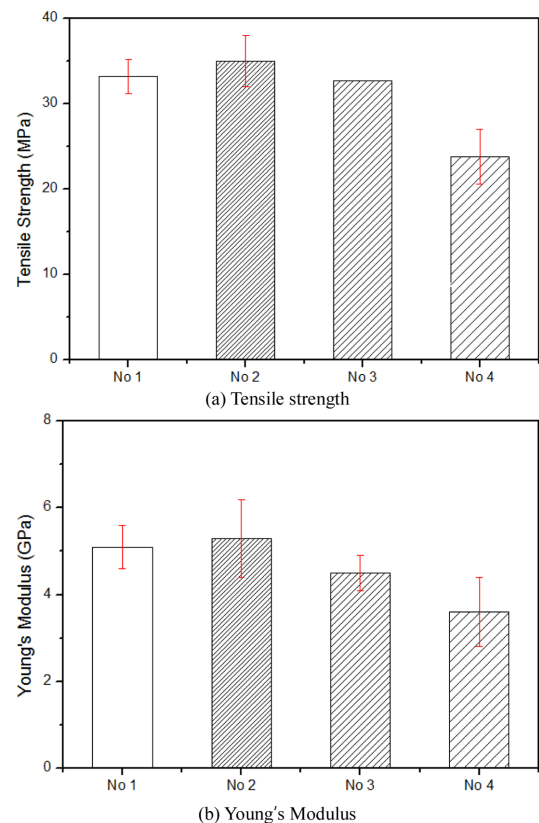 40
30
20
10
0
Tensile Strength (MPa)
No 1 No 2 No 3 No 4
(a) Tensile strength
8
6
4
2
0
Young's Modulus (GPa)
No 1 No 2 No 3 No 4
(b) Young's Modulus